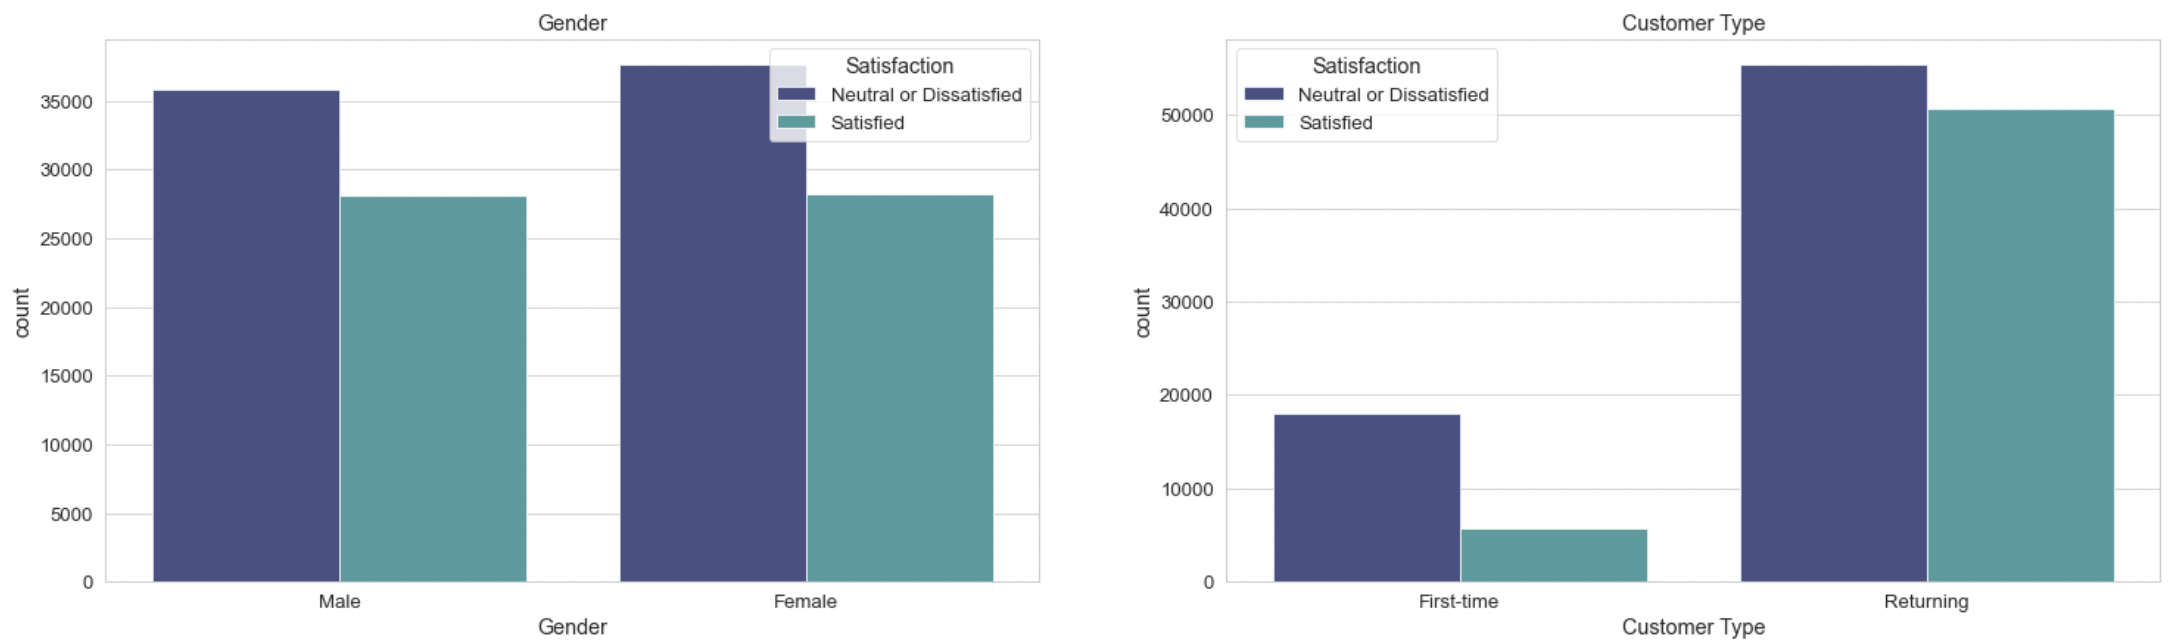 Gender
Satisfaction
Neutral or Dissatisfied
Satisfied
35000
30000
25000
20000
15000
10000
5000
0
count
Male
Female
Gender
Customer Type
Satisfaction
Neutral or Dissatisfied
Satisfied
50000
40000
30000
20000
10000
0
count
First-time
Returning
Customer Type